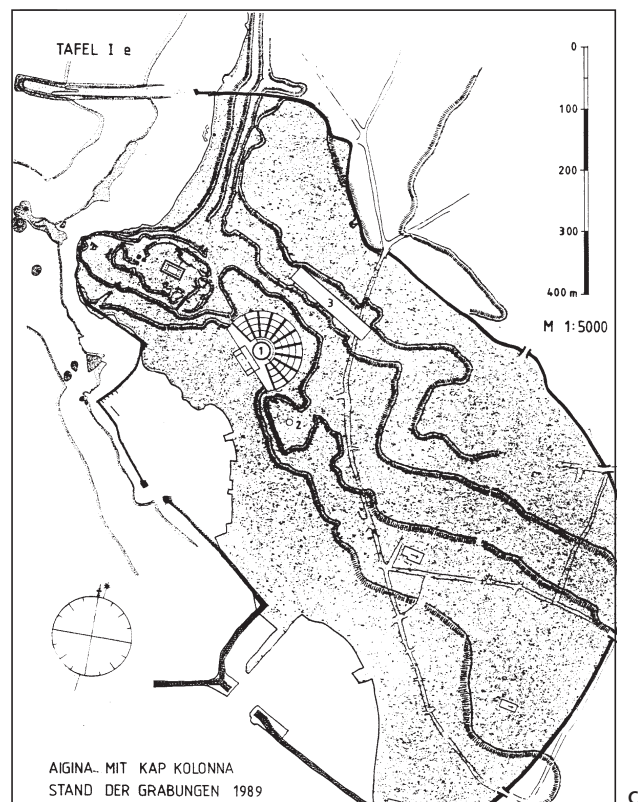 TAFEL I e
0
100
200
300
400 m
M 1:5000
1
2
3
AIGINA MIT KAP KOLONNA
STAND DER GRABUNGEN 1989
C